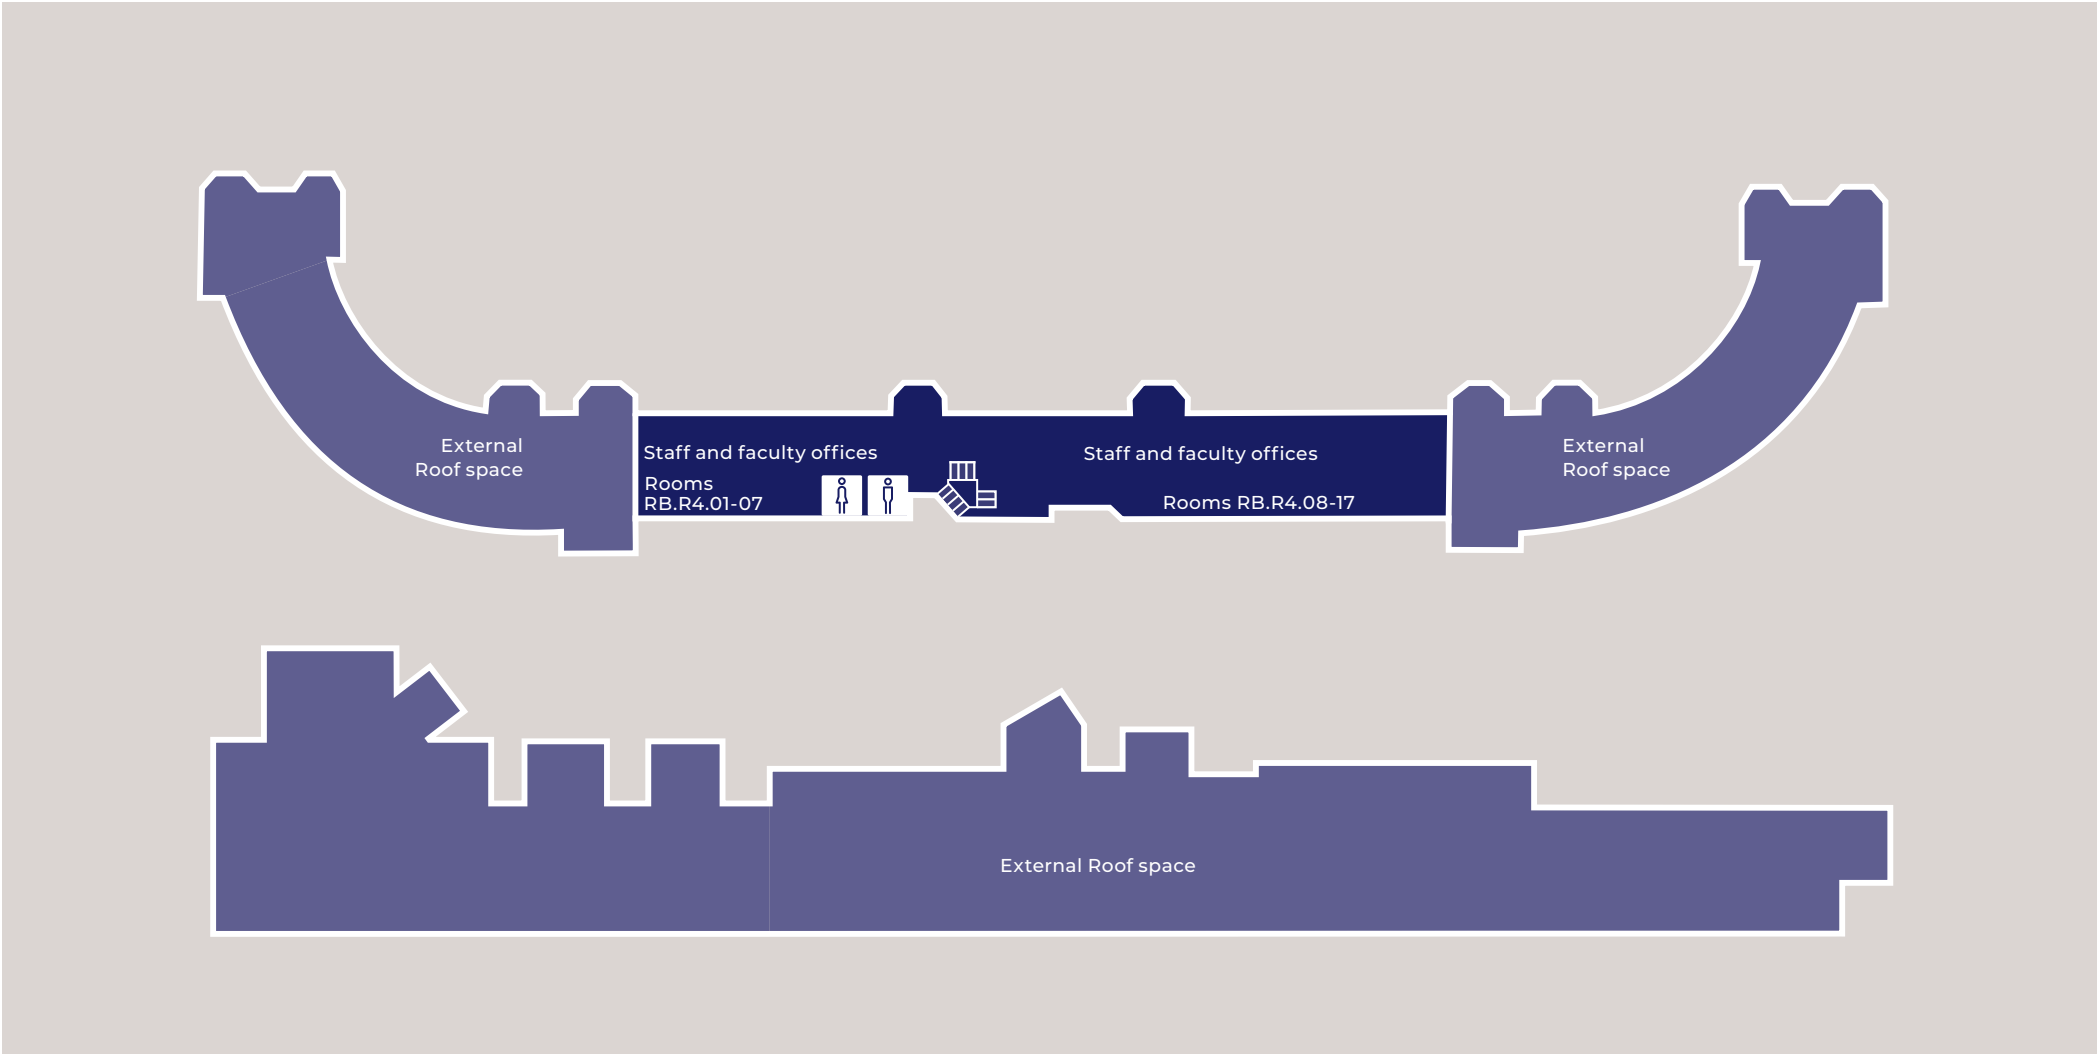 External
Roof space
Staff and faculty offices
Rooms
RB.R4.01-07
Staff and faculty offices
Rooms RB.R4.08-17
External
Roof space
External Roof space